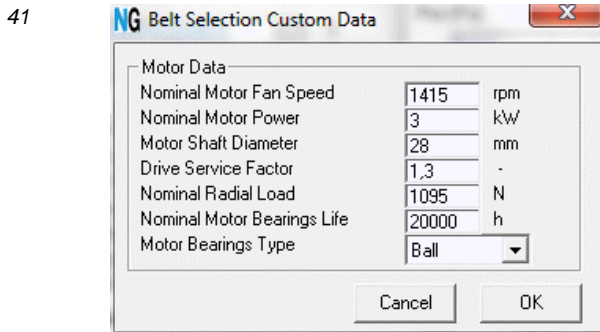 41
NG Belt Selection Custom Data
Motor Data
Nominal Motor Fan Speed 1415 rpm
Nominal Motor Power 3 kW
Motor Shaft Diameter 28 mm
Drive Service Factor 1,3 -
Nominal Radial Load 1095 N
Nominal Motor Bearings Life 20000 h
Motor Bearings Type Ball
Cancel OK